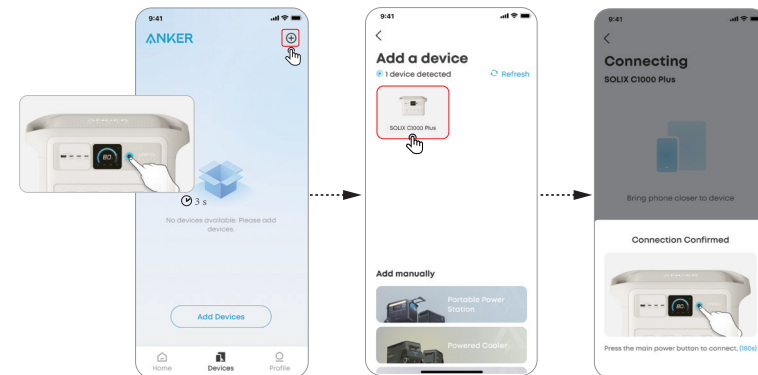 9:41
ANKER
80
3 s
No devices available. Please add
devices.
Add Devices
Home
Devices
Profile
9:41
Add a device
1 device detected
Refresh
SOLIX C1000 Plus
Add manually
Portable Power
Station
Powered Cooler
9:41
Connecting
SOLIX C1000 Plus
Bring phone closer to device
Connection Confirmed
80
Press the main power button to connect. (180s)